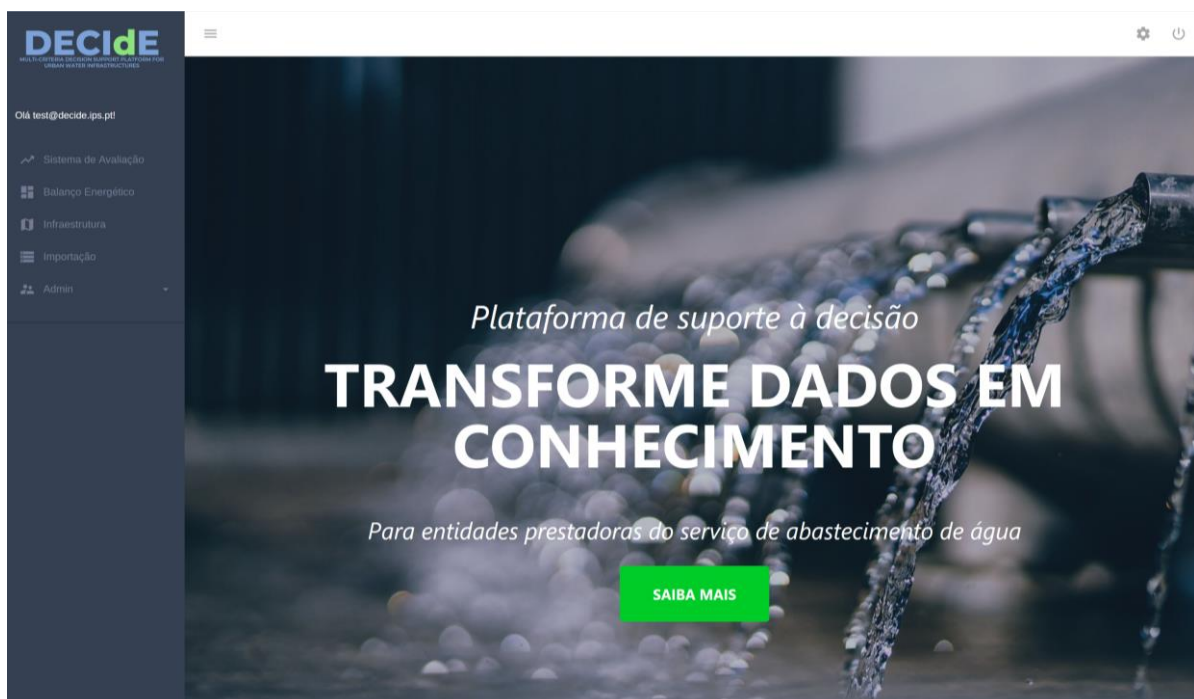 DECIdE
MULTI-CRITERIA DECISION SUPPORT PLATFORM FOR
URBAN WATER INFRASTRUCTURES
Olá test@decide.ips.pt!
Sistema de Avaliação
Balanço Energético
Infraestrutura
Importação
Admin
Plataforma de suporte à decisão
TRANSFORME DADOS EM
CONHECIMENTO
Para entidades prestadoras do serviço de abastecimento de água
SAIBA MAIS